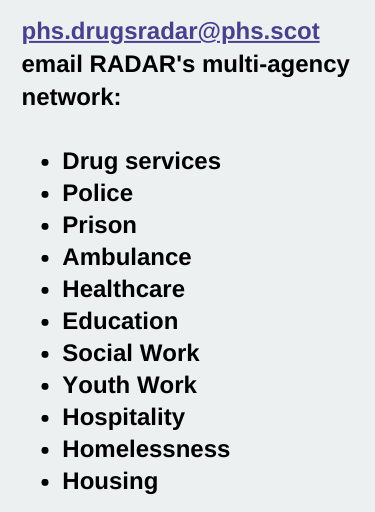 phs.drugsradar@phs.scot
email RADAR's multi-agency
network:
• Drug services
• Police
• Prison
• Ambulance
• Healthcare
• Education
• Social Work
• Youth Work
• Hospitality
• Homelessness
• Housing